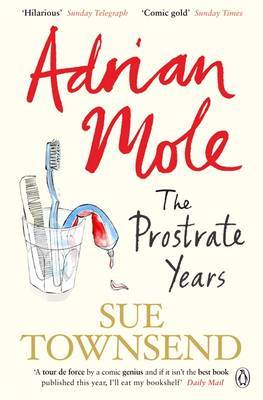 ‘Hilarious’ Sunday Telegraph ‘Comic gold’ Sunday Times
Adrian
Mole
The
Prostrate
Years
SUE
TOWNSEND
‘A tour de force by a comic genius and if it isn’t the best book
published this year, I’ll eat my bookshelf’ Daily Mail